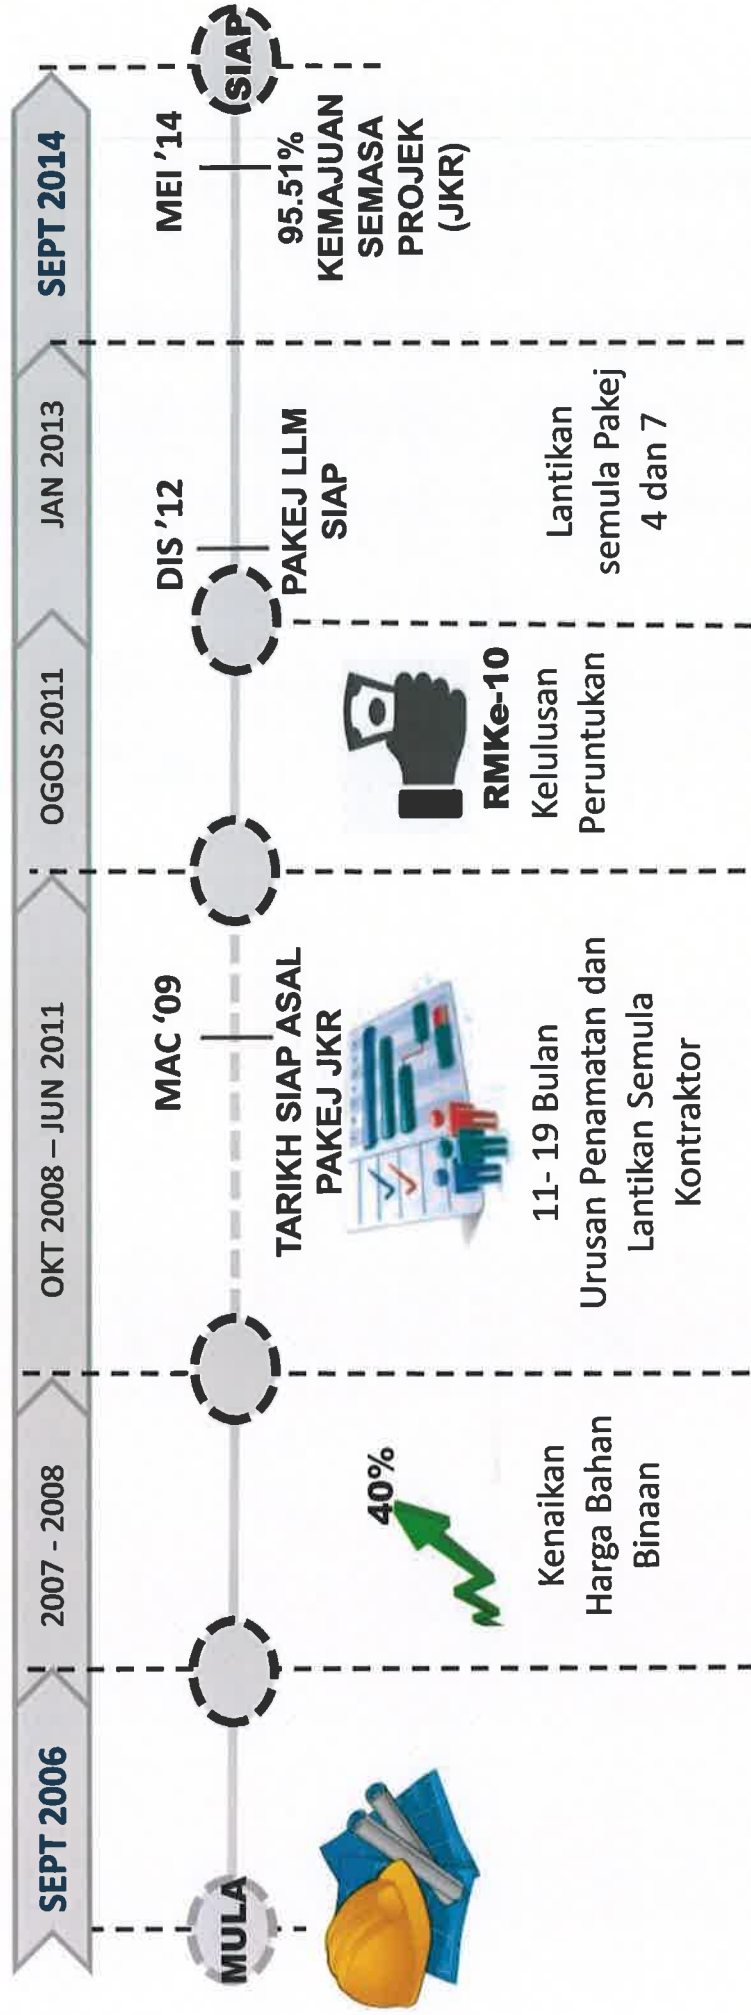 SEPT 2006
2007 - 2008
OKT 2008 – JUN 2011
OGOS 2011
JAN 2013
SEPT 2014
MAC ‘09
DIS ’12
MEI ’14
MULA
SIAP
TARIKH SIAP ASAL
PAKEJ JKR
PAKEJ LLM
SIAP
95.51%
KEMAJUAN
SEMASA
PROJEK
(JKR)
40%
Kenaikan
Harga Bahan
Binaan
11- 19 Bulan
Urusan Penamatan dan
Lantikan Semula
Kontraktor
RMKe-10
Kelulusan
Peruntukan
Lantikan
semula Pakej
4 dan 7